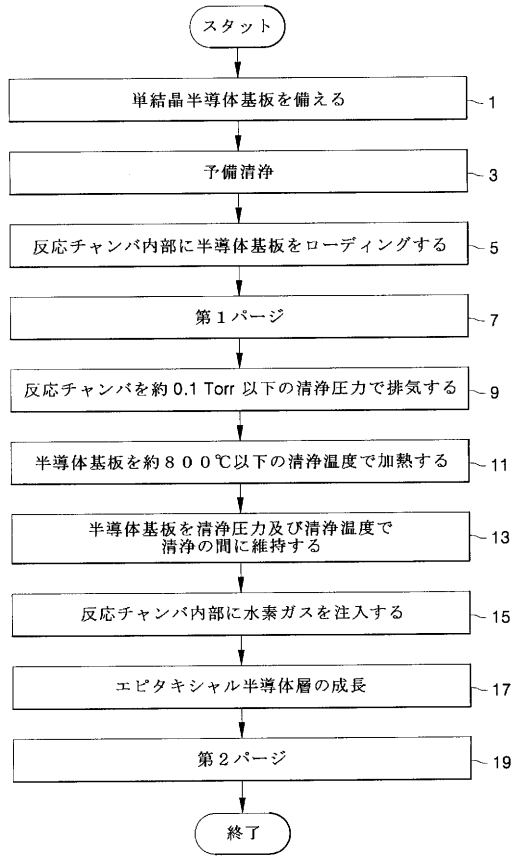 スタット
単結晶半導体基板を備える
1
予備清浄
3
反応チャンバ内部に半導体基板をローディングする
5
第1パージ
7
反応チャンバを約0.1 Torr 以下の清浄圧力で排気する
9
半導体基板を約800℃以下の清浄温度で加熱する
11
半導体基板を清浄圧力及び清浄温度で
清浄の間に維持する
13
反応チャンバ内部に水素ガスを注入する
15
エピタキシャル半導体層の成長
17
第2パージ
19
終了